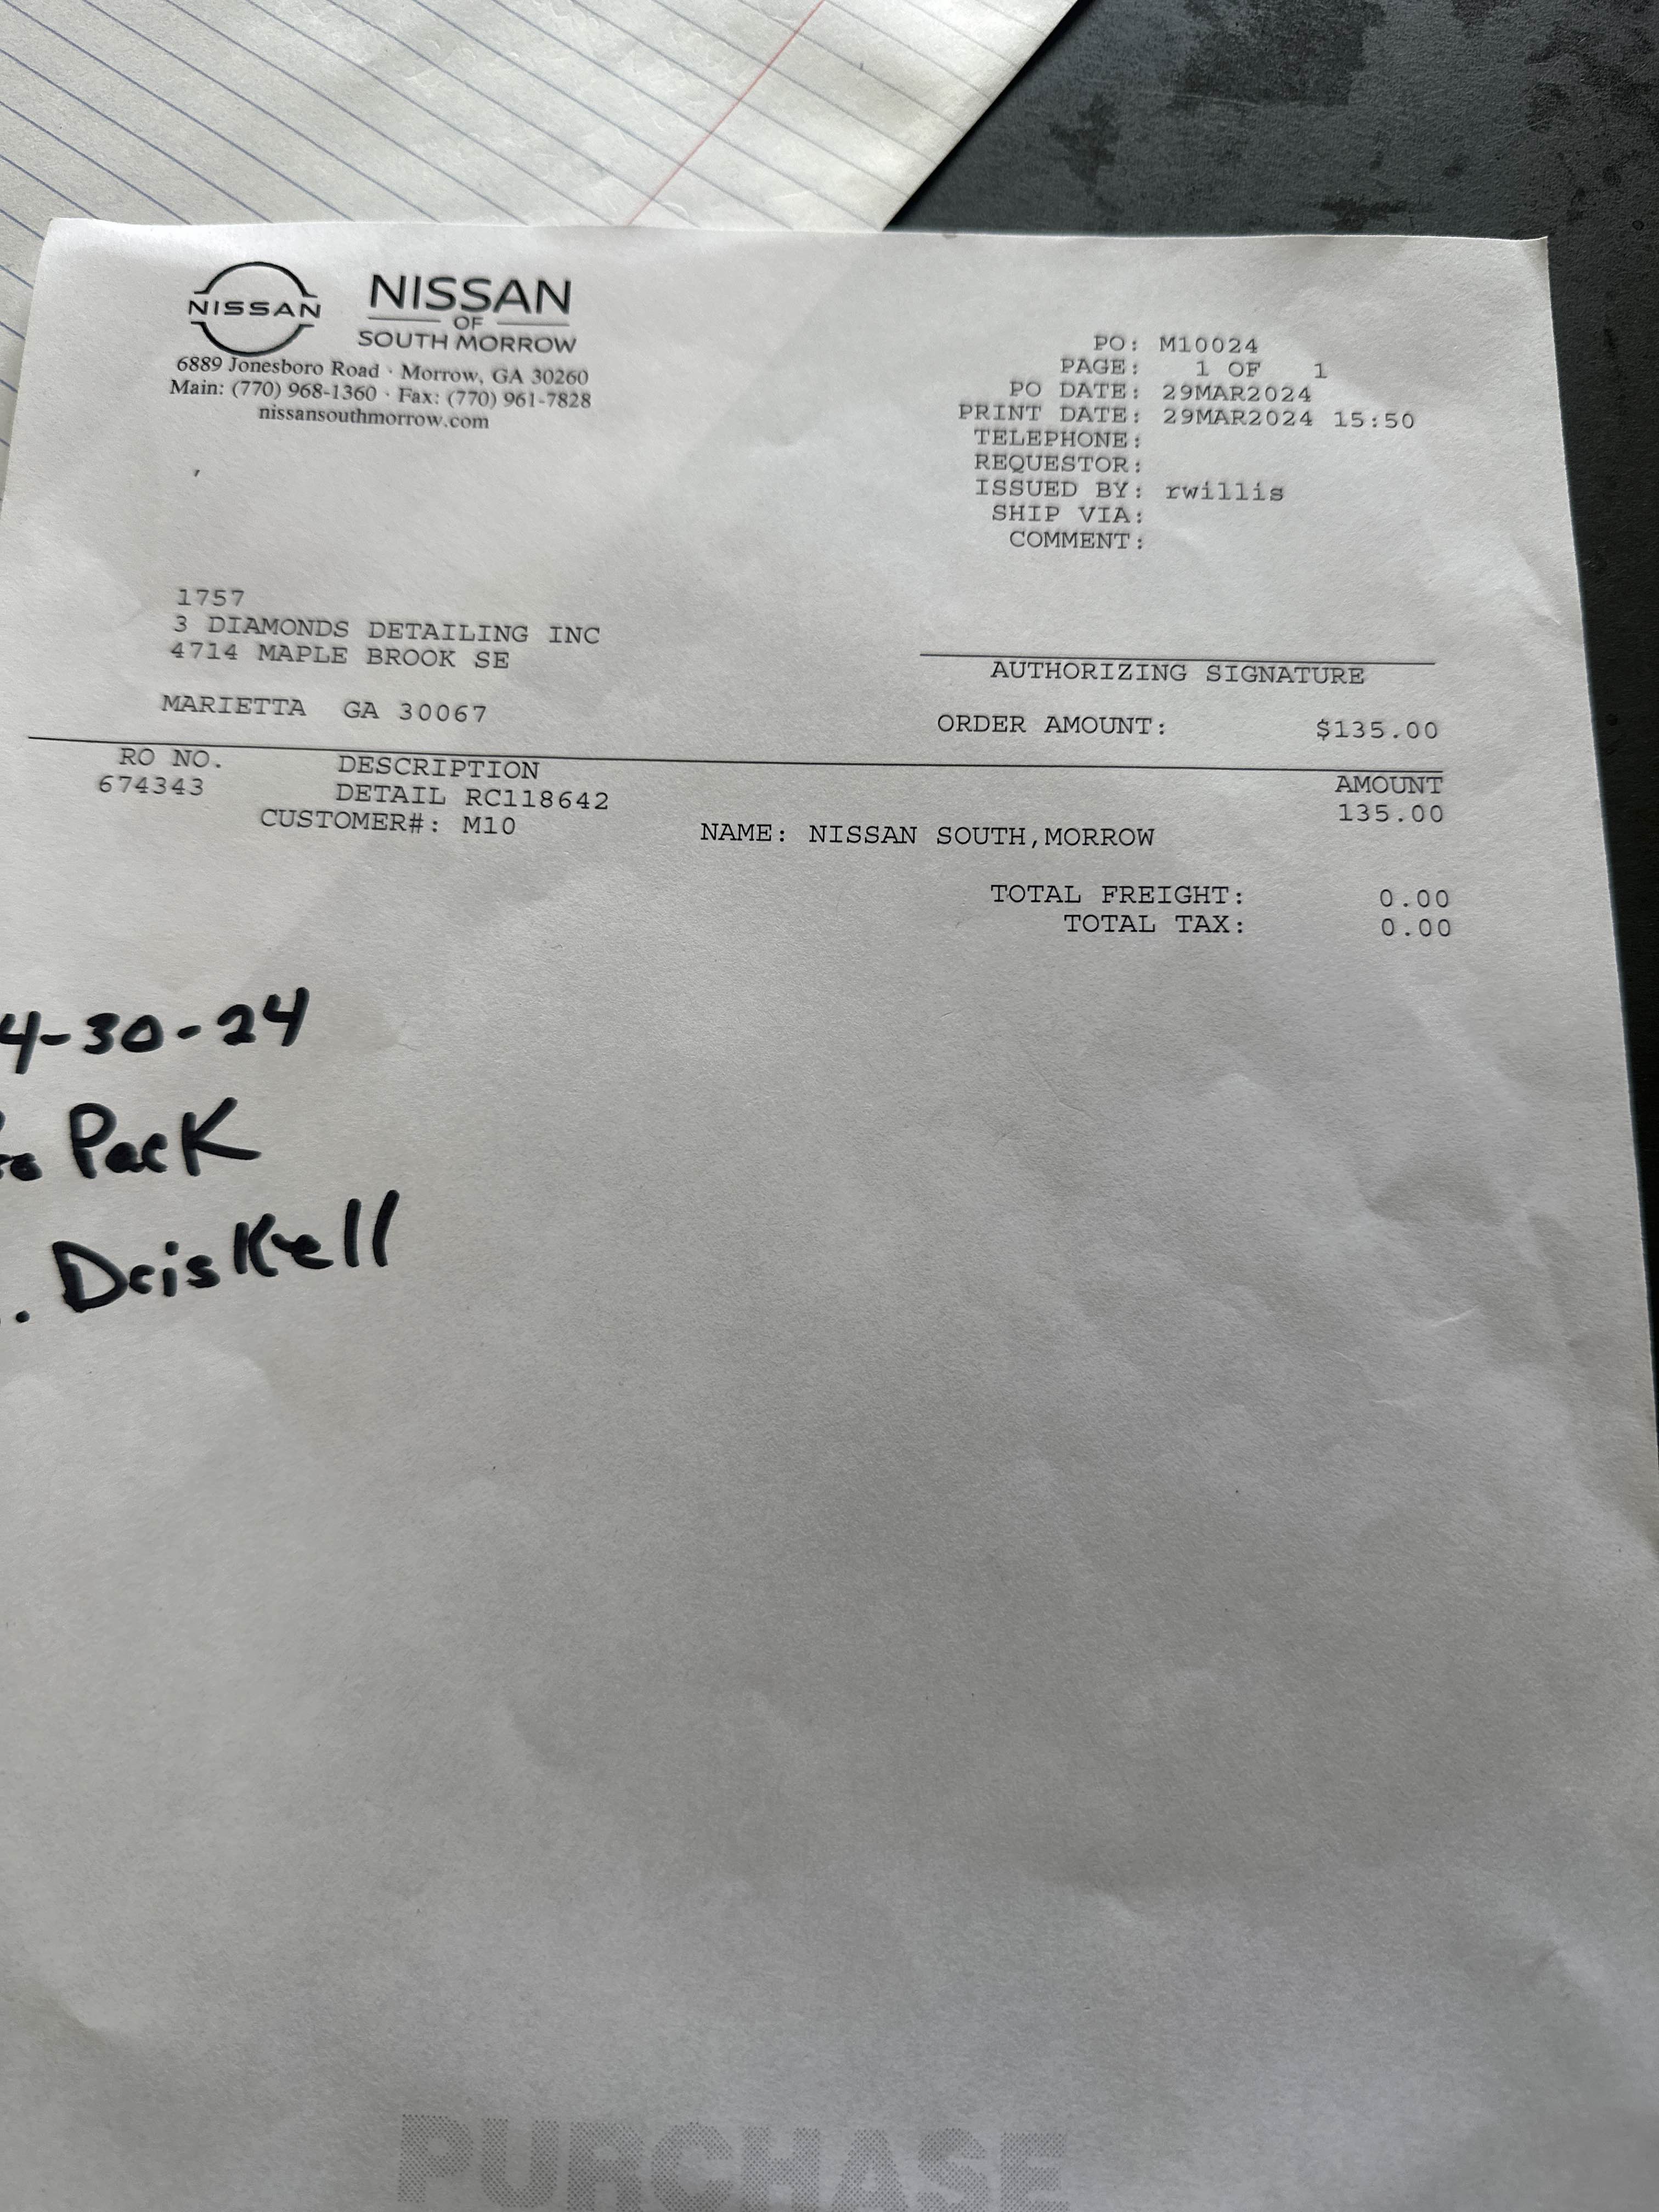 NISSAN
NISSAN
OF
SOUTH MORROW
6889 Jonesboro Road · Morrow, GA 30260
Main: (770) 968-1360 · Fax: (770) 961-7828
nissansouthmorrow.com
PO: M10024
PAGE: 1 OF 1
PO DATE: 29MAR2024
PRINT DATE: 29MAR2024 15:50
TELEPHONE:
REQUESTOR:
ISSUED BY: rwillis
SHIP VIA:
COMMENT:
1757
3 DIAMONDS DETAILING INC
4714 MAPLE BROOK SE
MARIETTA GA 30067
AUTHORIZING SIGNATURE
ORDER AMOUNT: $135.00
RO NO. DESCRIPTION AMOUNT
674343 DETAIL RC118642 135.00
CUSTOMER#: M10 NAME: NISSAN SOUTH,MORROW
TOTAL FREIGHT: 0.00
TOTAL TAX: 0.00
4-30-24
Pack
. Driskell
PURCHASE